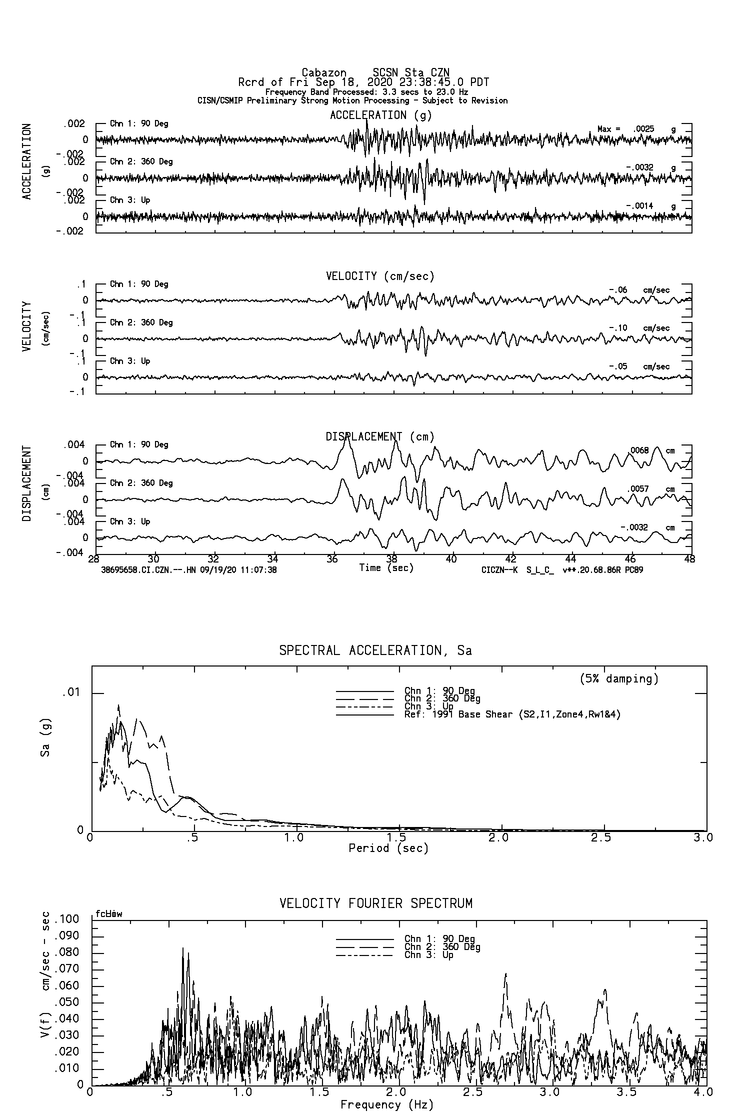 Cabazon SCSN Sta CZN
Rcrd of Fri Sep 18, 2020 23:38:45.0 PDT
Frequency Band Processed: 3.3 secs to 23.0 Hz
CISN/CSMIP Preliminary Strong Motion Processing - Subject to Revision
ACCELERATION (g)
ACCELERATION
(g)
.002
Chn 1: 90 Deg
Max = .0025 g
0
-.002
.002
Chn 2: 360 Deg
-.0032 g
0
-.002
.002
Chn 3: Up
-.0014 g
0
-.002
VELOCITY (cm/sec)
VELOCITY
(cm/sec)
.1
Chn 1: 90 Deg
-.06 cm/sec
0
-.1
.1
Chn 2: 360 Deg
-.10 cm/sec
0
-.1
.1
Chn 3: Up
-.05 cm/sec
0
-.1
DISPLACEMENT (cm)
DISPLACEMENT
(cm)
.004
Chn 1: 90 Deg
.0068 cm
0
-.004
.004
Chn 2: 360 Deg
.0057 cm
0
-.004
.004
Chn 3: Up
-.0032 cm
0
-.004
28 30 32 34 36 38 40 42 44 46 48
Time (sec)
38695658.CI.CZN.--.HN 09/19/20 11:07:38
CICZN--K S_L_C_ v++.20.68.86R PC89
SPECTRAL ACCELERATION, Sa
(5% damping)
Chn 1: 90 Deg
Chn 2: 360 Deg
Chn 3: Up
Ref: 1991 Base Shear (S2,I1,Zone4,Rw1&4)
.01
Sa (g)
0
0 .5 1.0 1.5 2.0 2.5 3.0
Period (sec)
VELOCITY FOURIER SPECTRUM
Chn 1: 90 Deg
Chn 2: 360 Deg
Chn 3: Up
V(f) cm/sec - sec
.100
.090
.080
.070
.060
.050
.040
.030
.020
.010
0
0 .5 1.0 1.5 2.0 2.5 3.0 3.5 4.0
Frequency (Hz)